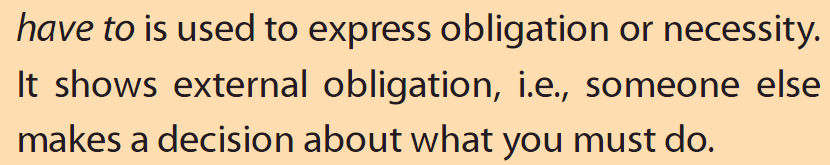 have to is used to express obligation or necessity.
It shows external obligation, i.e., someone else
makes a decision about what you must do.